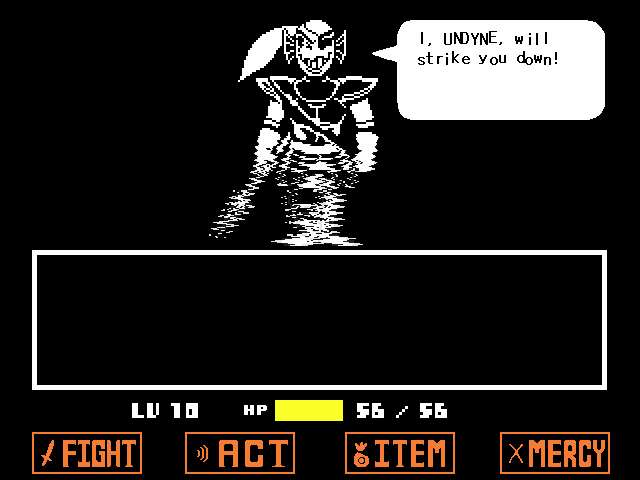 I, UNDYNE, will
strike you down!
LV 10 HP 56 / 56
FIGHT ACT ITEM MERCY